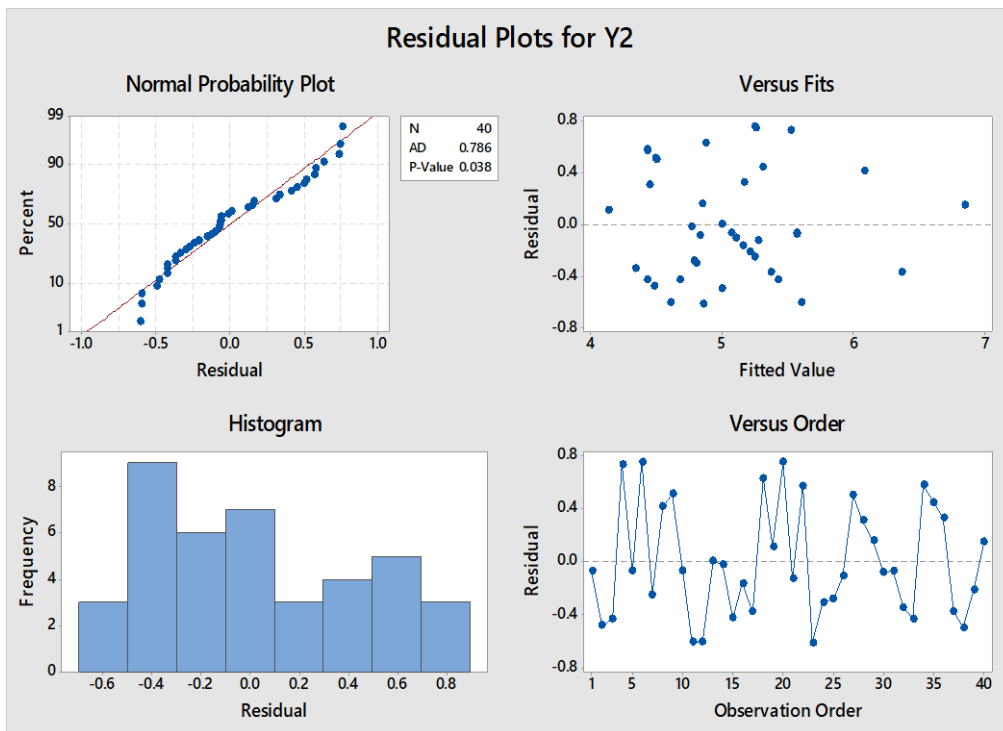 Residual Plots for Y2
Normal Probability Plot
99
90
50
10
1
Percent
-1.0 -0.5 0.0 0.5 1.0
Residual
N 40
AD 0.786
P-Value 0.038
Versus Fits
0.8
0.4
0.0
-0.4
-0.8
Residual
4 5 6 7
Fitted Value
Histogram
8
6
4
2
0
Frequency
-0.6 -0.4 -0.2 0.0 0.2 0.4 0.6 0.8
Residual
Versus Order
0.8
0.4
0.0
-0.4
-0.8
Residual
1 5 10 15 20 25 30 35 40
Observation Order